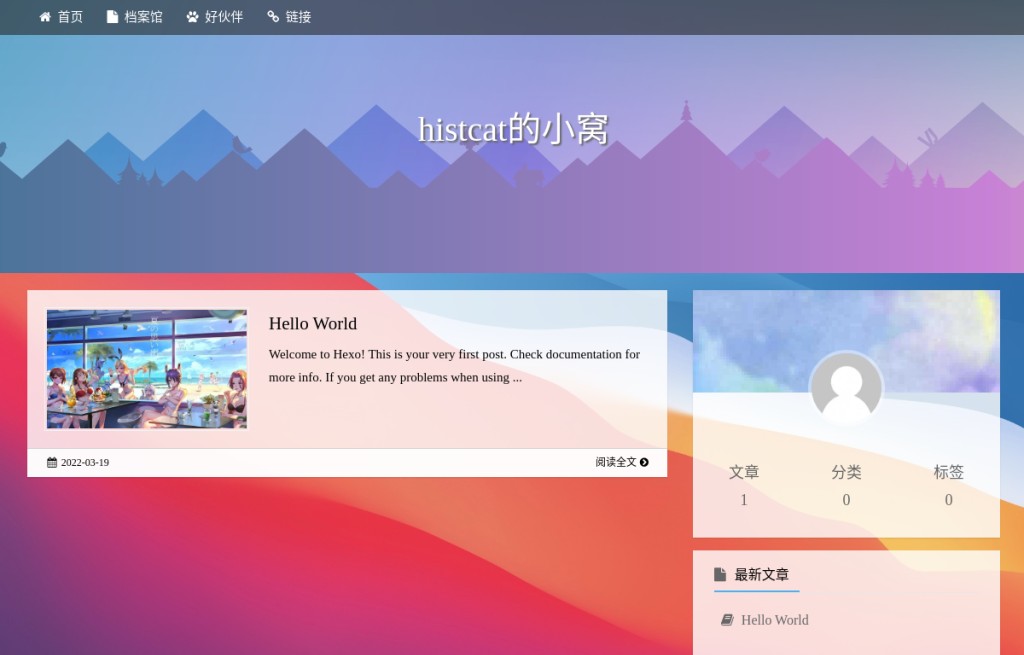 首页 档案馆 好伙伴 链接
histcat的小窝
Hello World
Welcome to Hexo! This is your very first post. Check documentation for
more info. If you get any problems when using ...
2022-03-19 阅读全文
文章 分类 标签
1 0 0
最新文章
Hello World